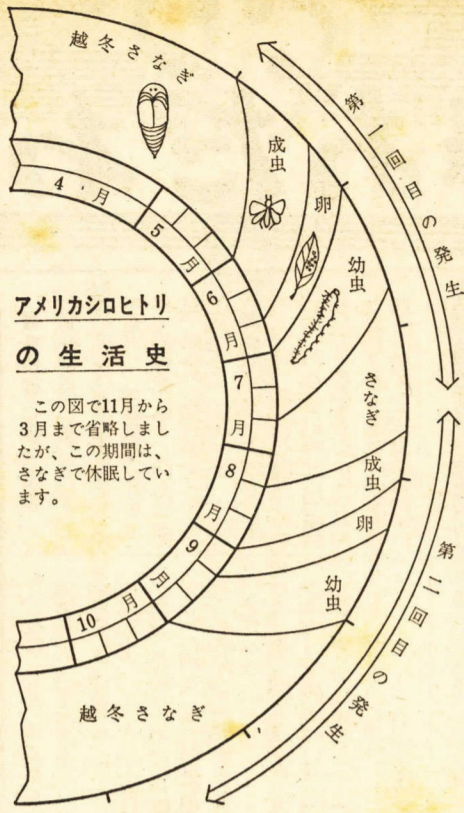 越冬さなぎ
成虫
卵
幼虫
さなぎ
成虫
卵
幼虫
越冬さなぎ
第1回目の発生
第二回目の発生
4月
5月
6月
7月
8月
9月
10月
アメリカシロヒトリ
の生活史
この図で11月から
3月まで省略しまし
たが、この期間は、
さなぎで休眠してい
ます。